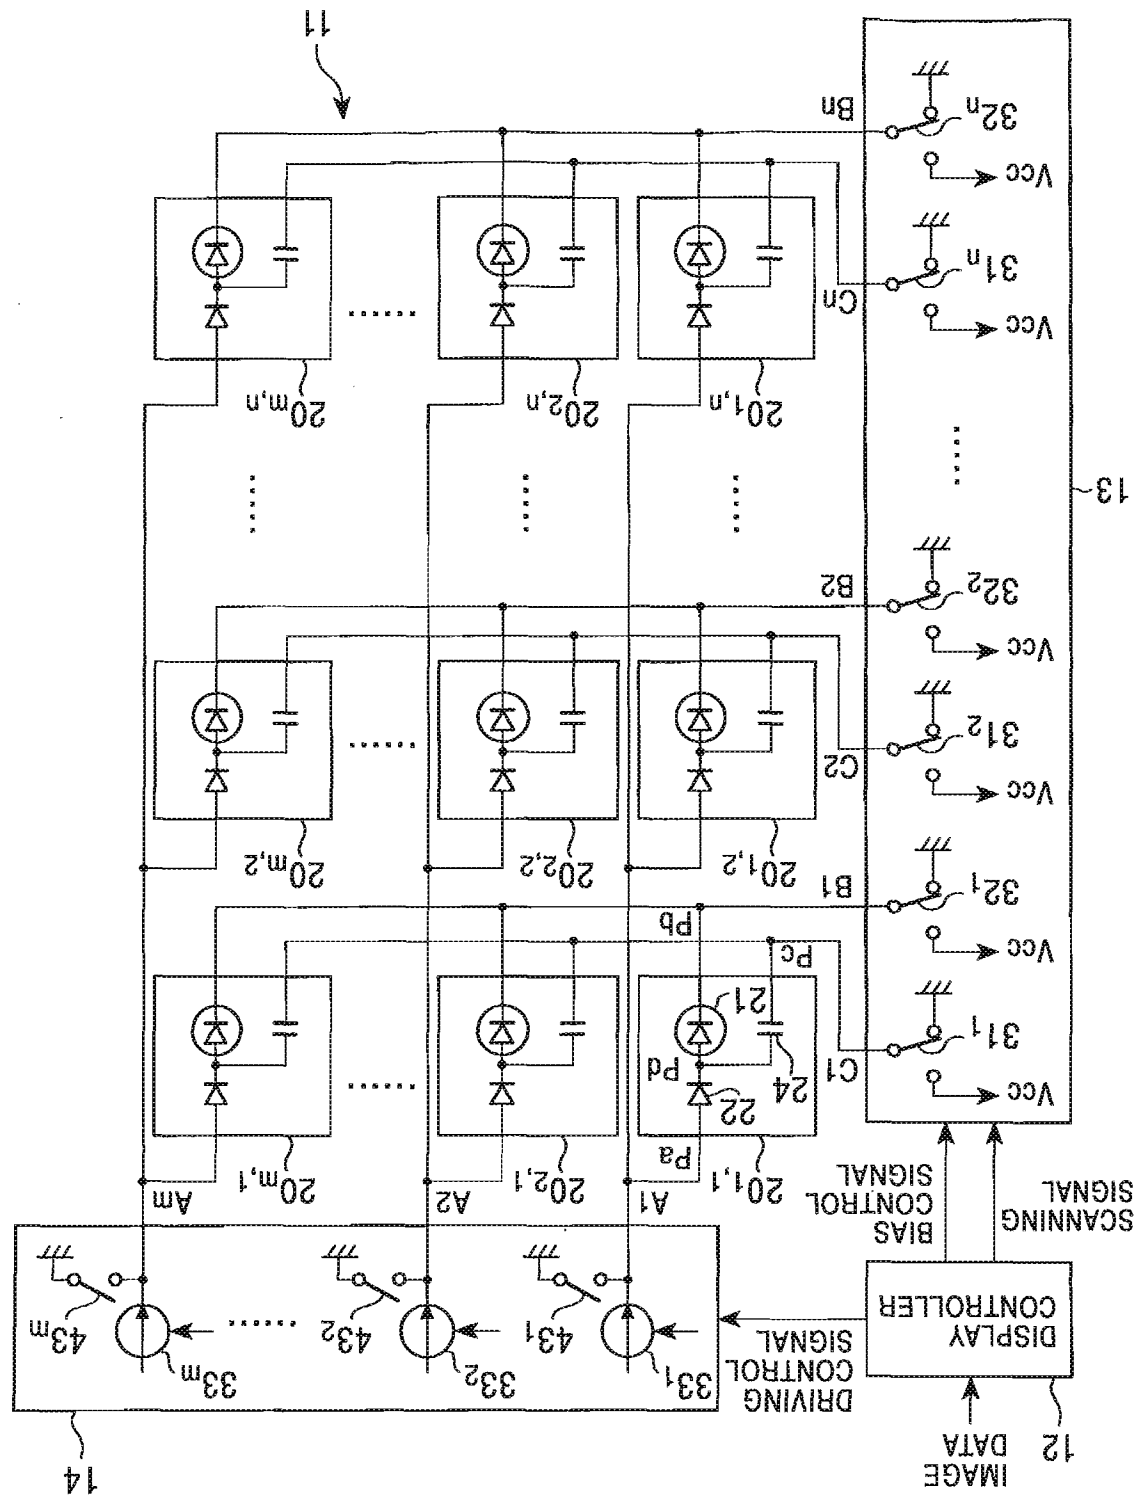 14
33m
332
331
43m
432
431
DRIVING
CONTROL
SIGNAL
IMAGE
DATA
12
DISPLAY
CONTROLLER
BIAS
CONTROL
SIGNAL
SCANNING
SIGNAL
Am
A2
A1
Pa
20m,1
202,1
201,1
22
Pd
24
21
Pc
Pb
C1
B1
Vcc
311
Vcc
321
20m,2
202,2
201,2
C2
B2
Vcc
312
Vcc
322
13
20m,n
202,n
201,n
Cn
Bn
Vcc
31n
Vcc
32n
11